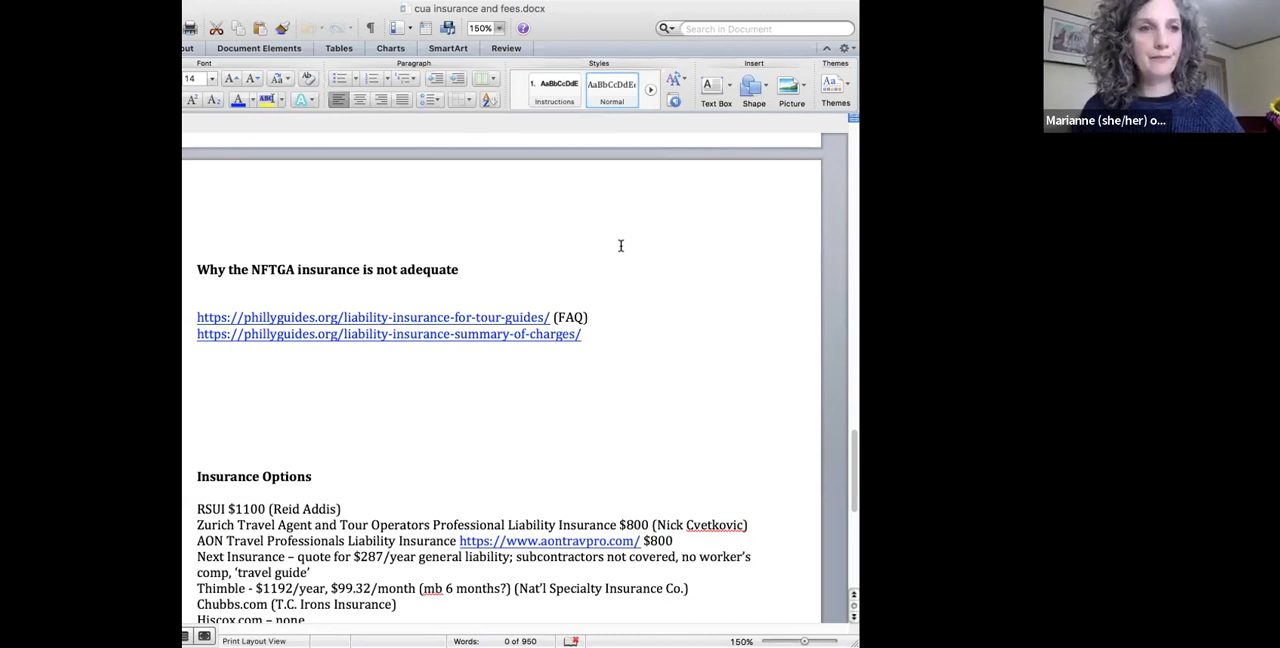 cua insurance and fees.docx
150%
Search in Document
out Document Elements Tables Charts SmartArt Review
Font Paragraph Styles Insert Themes
14
1. AaBbCcDdE AaBbCcDdE
Instructions Normal
Text Box Shape Picture Themes
Marianne (she/her) o...
Why the NFTGA insurance is not adequate
https://phillyguides.org/liability-insurance-for-tour-guides/ (FAQ)
https://phillyguides.org/liability-insurance-summary-of-charges/
Insurance Options
RSUI $1100 (Reid Addis)
Zurich Travel Agent and Tour Operators Professional Liability Insurance $800 (Nick Cvetkovic)
AON Travel Professionals Liability Insurance https://www.aontravpro.com/ $800
Next Insurance – quote for $287/year general liability; subcontractors not covered, no worker's
comp, 'travel guide'
Thimble - $1192/year, $99.32/month (mb 6 months?) (Nat'l Specialty Insurance Co.)
Chubbs.com (T.C. Irons Insurance)
Hiscox.com – none
Print Layout View Words: 0 of 950 150%